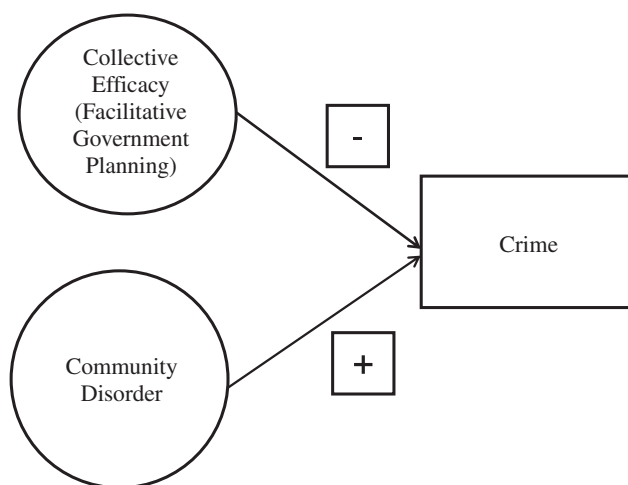 Collective
Efficacy
(Facilitative
Government
Planning)
-
Crime
+
Community
Disorder